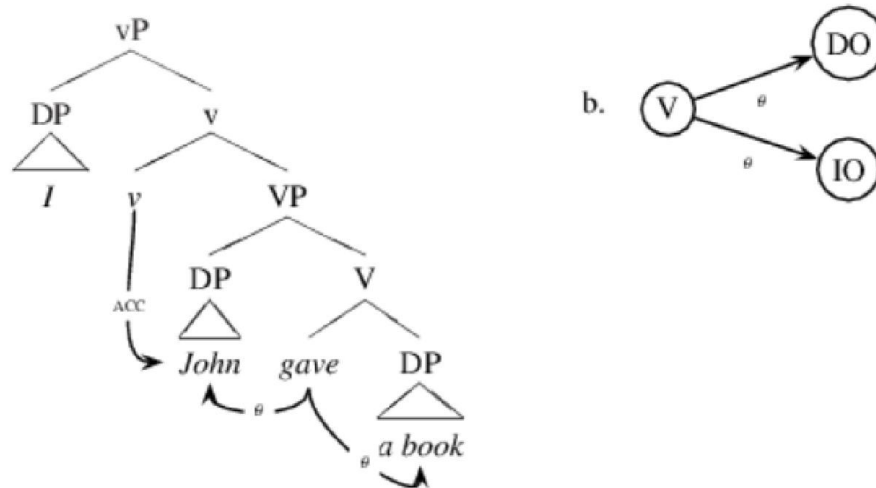 vP
DP v
I v VP
DP V
ACC
John gave DP
θ
a book
θ
b. V DO
θ
θ
IO